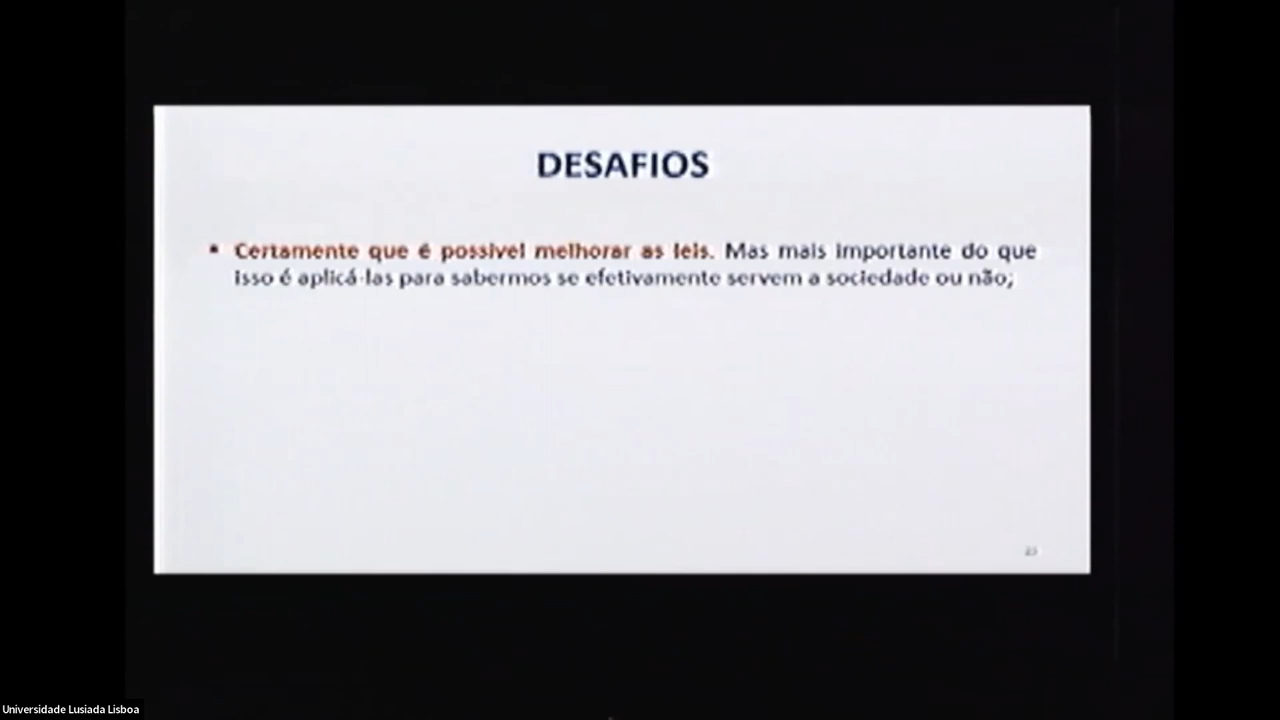 DESAFIOS
▪ Certamente que é possível melhorar as leis. Mas mais importante do que
isso é aplicá-las para sabermos se efetivamente servem a sociedade ou não;
Universidade Lusiada Lisboa